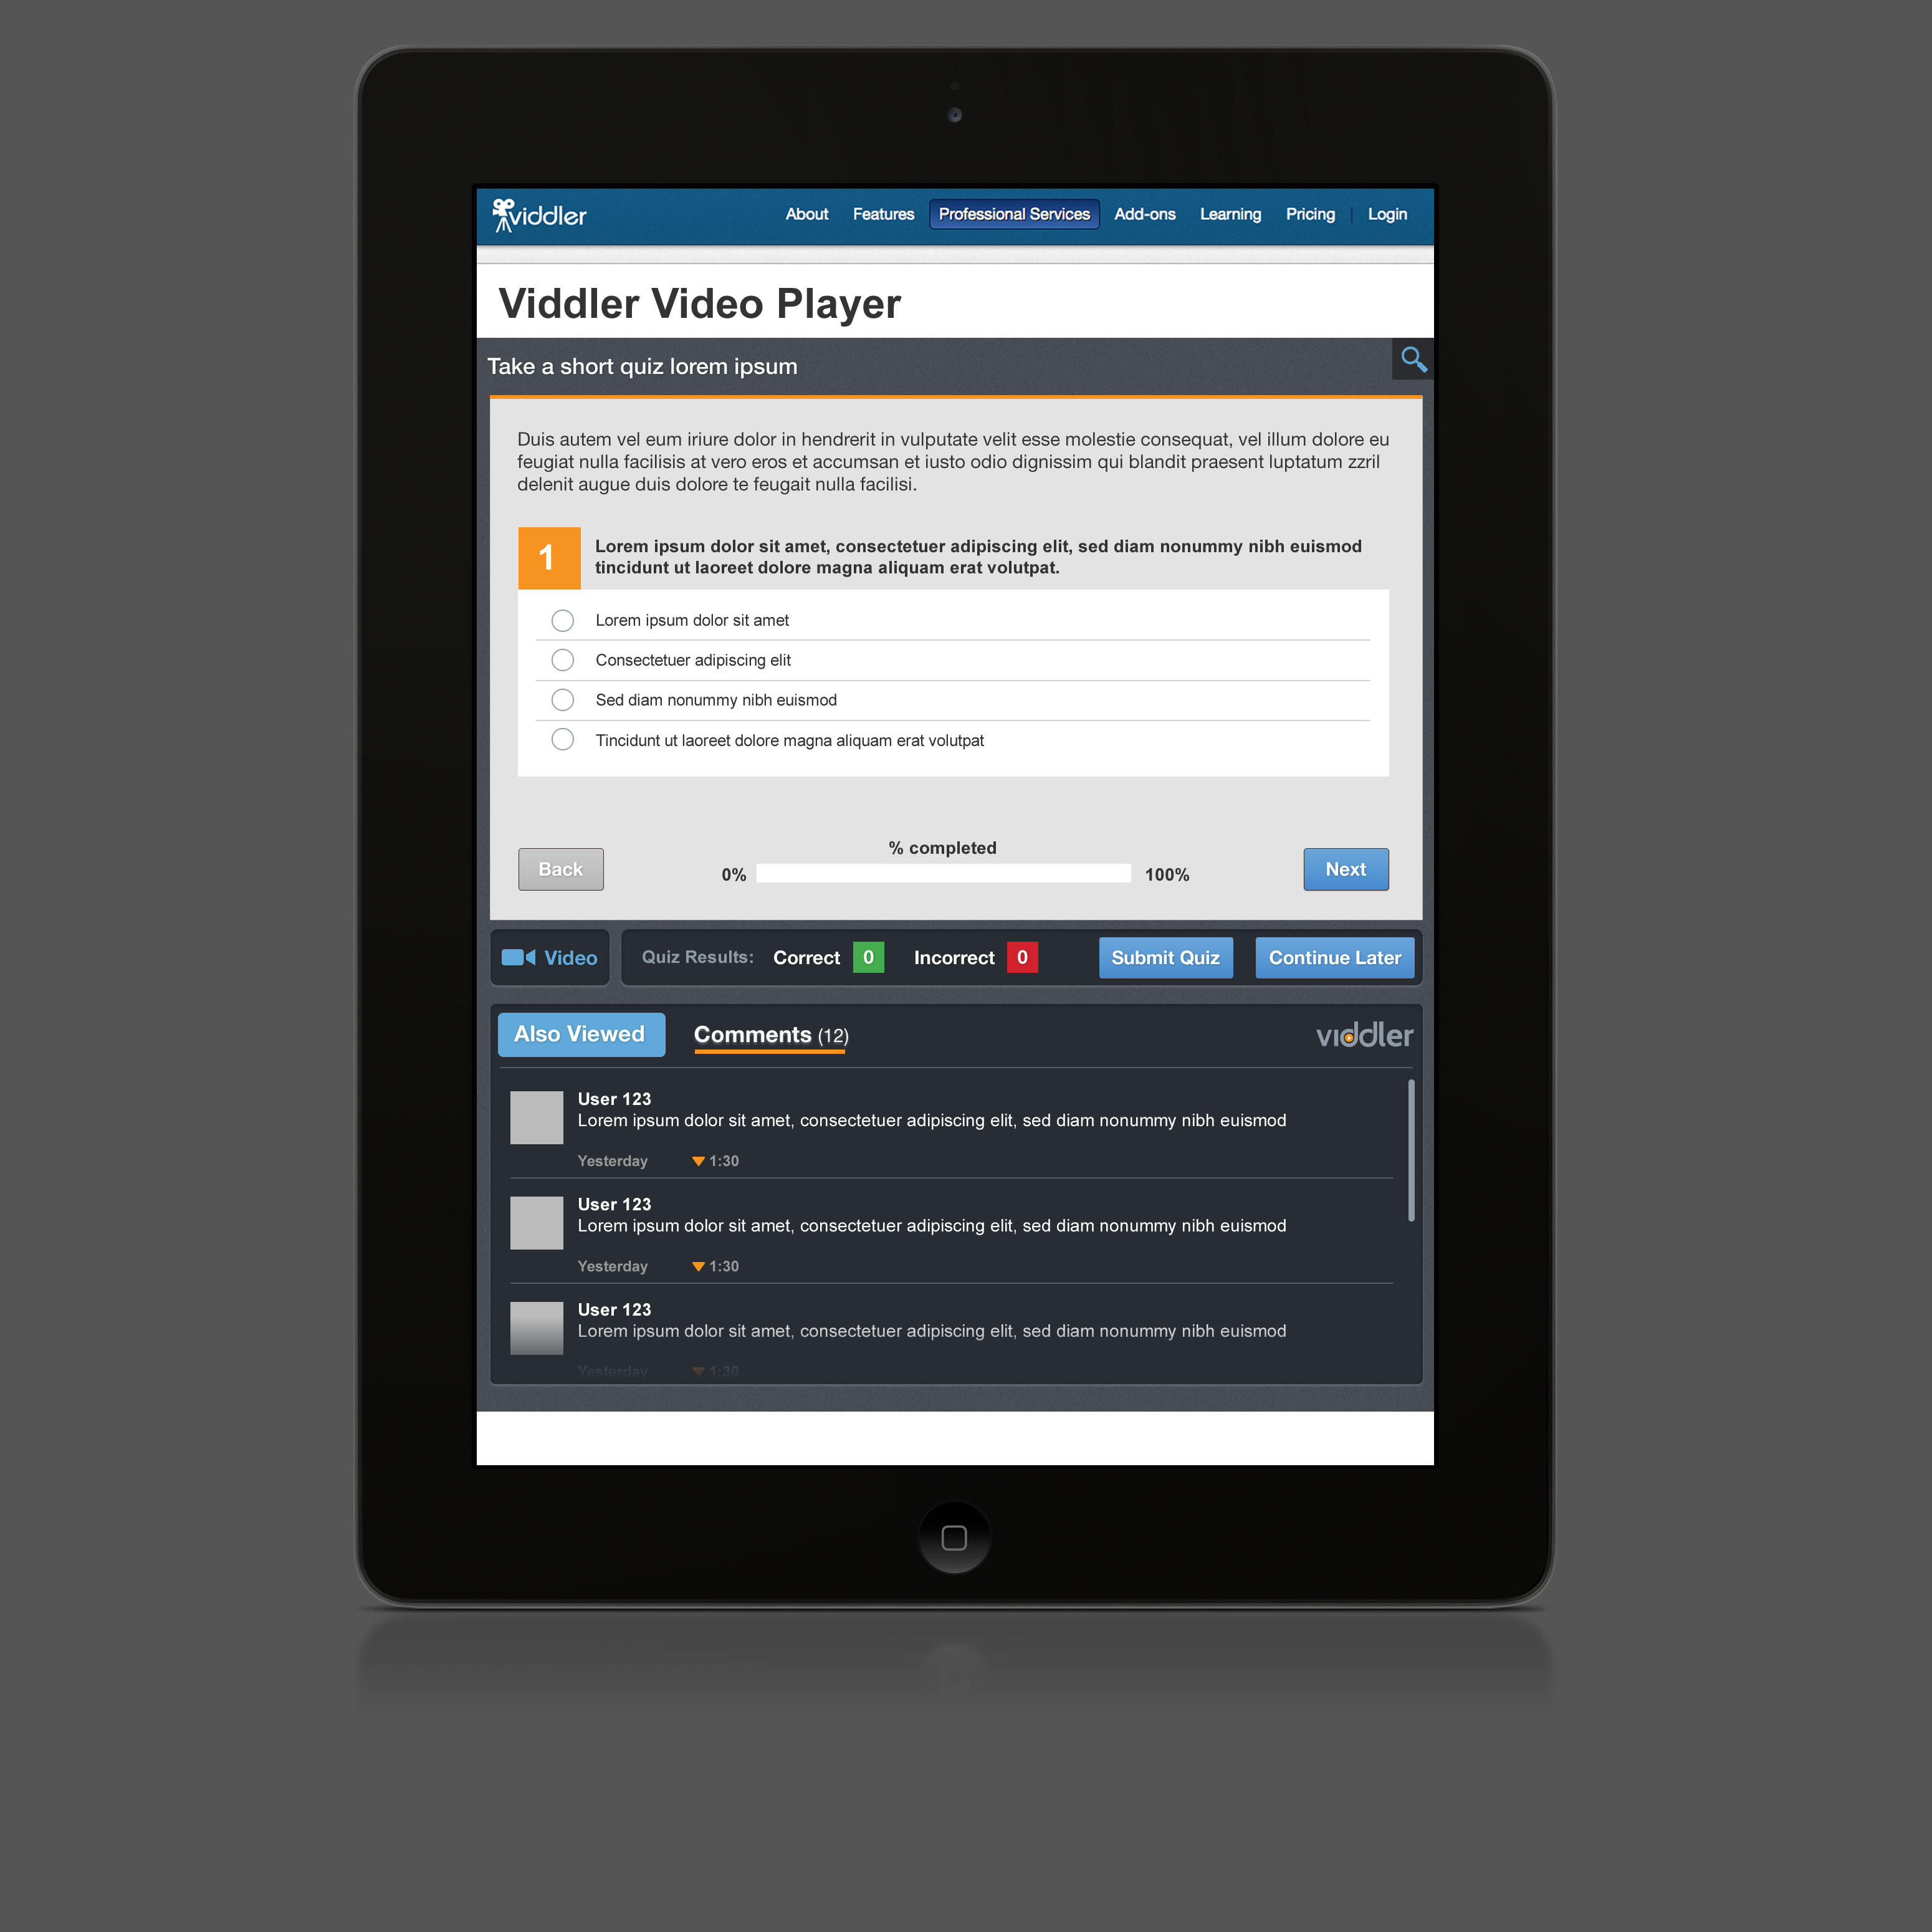 viddler
About Features Professional Services Add-ons Learning Pricing Login
Viddler Video Player
Take a short quiz lorem ipsum
Duis autem vel eum iriure dolor in hendrerit in vulputate velit esse molestie consequat, vel illum dolore eu
feugiat nulla facilisis at vero eros et accumsan et iusto odio dignissim qui blandit praesent luptatum zzril
delenit augue duis dolore te feugait nulla facilisi.
1
Lorem ipsum dolor sit amet, consectetuer adipiscing elit, sed diam nonummy nibh euismod
tincidunt ut laoreet dolore magna aliquam erat volutpat.
Lorem ipsum dolor sit amet
Consectetuer adipiscing elit
Sed diam nonummy nibh euismod
Tincidunt ut laoreet dolore magna aliquam erat volutpat
% completed
Back 0% 100% Next
Video Quiz Results: Correct 0 Incorrect 0 Submit Quiz Continue Later
Also Viewed Comments (12) viddler
User 123
Lorem ipsum dolor sit amet, consectetuer adipiscing elit, sed diam nonummy nibh euismod
Yesterday 1:30
User 123
Lorem ipsum dolor sit amet, consectetuer adipiscing elit, sed diam nonummy nibh euismod
Yesterday 1:30
User 123
Lorem ipsum dolor sit amet, consectetuer adipiscing elit, sed diam nonummy nibh euismod
Yesterday 1:30